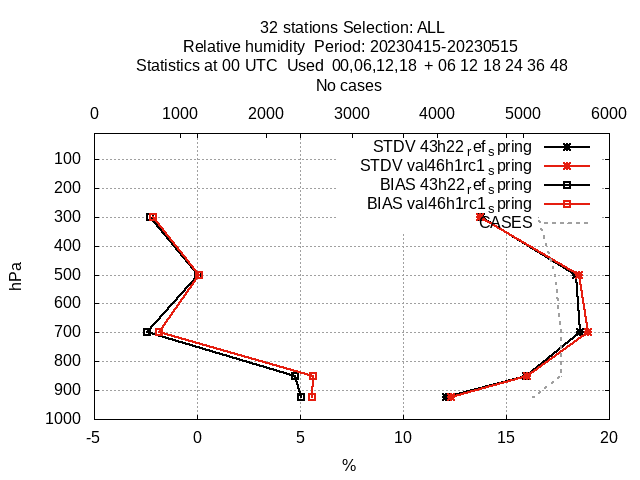 32 stations Selection: ALL
Relative humidity  Period: 20230415-20230515
Statistics at 00 UTC  Used  00,06,12,18  + 06 12 18 24 36 48
No cases
0 1000 2000 3000 4000 5000 6000
STDV 43h22_ref_spring
STDV val46h1rc1_spring
BIAS 43h22_ref_spring
BIAS val46h1rc1_spring
CASES
100
200
300
400
500
600
700
800
900
1000
hPa
-5 0 5 10 15 20
%